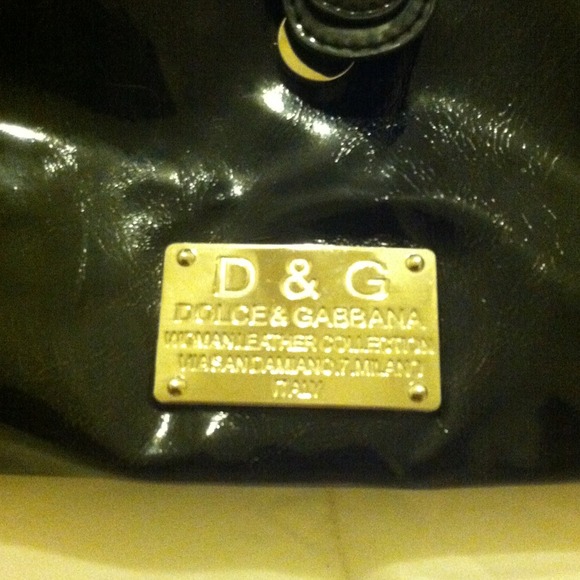 D & G
DOLCE & GABBANA
WOMAN LEATHER COLLECTION
VIA SAN DAMIANO, 7, MILANO
ITALY